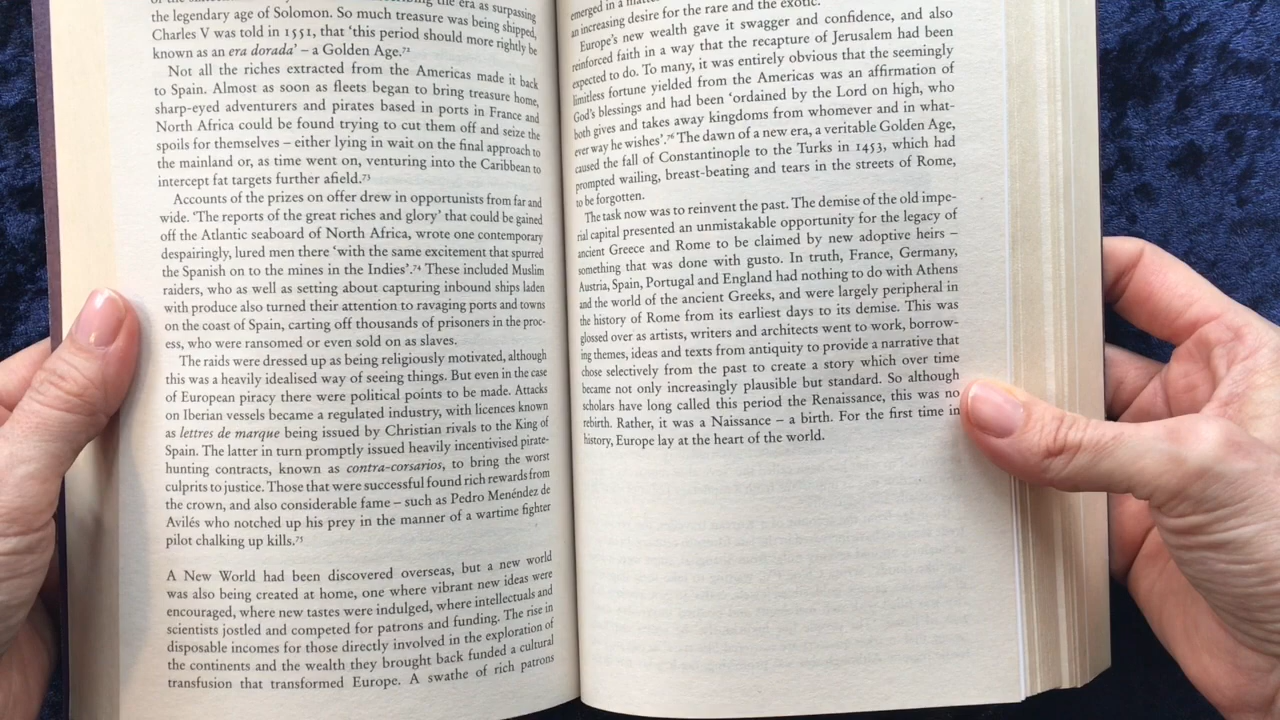 the era as surpassing
the legendary age of Solomon. So much treasure was being shipped,
Charles V was told in 1551, that ‘this period should more rightly be
known as an era dorada’ – a Golden Age.⁷²
Not all the riches extracted from the Americas made it back
to Spain. Almost as soon as fleets began to bring treasure home,
sharp-eyed adventurers and pirates based in ports in France and
North Africa could be found trying to cut them off and seize the
spoils for themselves – either lying in wait on the final approach to
the mainland or, as time went on, venturing into the Caribbean to
intercept fat targets further afield.⁷³
Accounts of the prizes on offer drew in opportunists from far and
wide. ‘The reports of the great riches and glory’ that could be gained
off the Atlantic seaboard of North Africa, wrote one contemporary
despairingly, lured men there ‘with the same excitement that spurred
the Spanish on to the mines in the Indies’.⁷⁴ These included Muslim
raiders, who as well as setting about capturing inbound ships laden
with produce also turned their attention to ravaging ports and towns
on the coast of Spain, carting off thousands of prisoners in the proc-
ess, who were ransomed or even sold on as slaves.
The raids were dressed up as being religiously motivated, although
this was a heavily idealised way of seeing things. But even in the case
of European piracy there were political points to be made. Attacks
on Iberian vessels became a regulated industry, with licences known
as lettres de marque being issued by Christian rivals to the King of
Spain. The latter in turn promptly issued heavily incentivised pirate-
hunting contracts, known as contra-corsarios, to bring the worst
culprits to justice. Those that were successful found rich rewards from
the crown, and also considerable fame – such as Pedro Menéndez de
Avilés who notched up his prey in the manner of a wartime fighter
pilot chalking up kills.⁷⁵
A New World had been discovered overseas, but a new world
was also being created at home, one where vibrant new ideas were
encouraged, where new tastes were indulged, where intellectuals and
scientists jostled and competed for patrons and funding. The rise in
disposable incomes for those directly involved in the exploration of
the continents and the wealth they brought back funded a cultural
transfusion that transformed Europe. A swathe of rich patrons
emerged in a
an increasing desire for the rare and the exotic.
Europe’s new wealth gave it swagger and confidence, and also
reinforced faith in a way that the recapture of Jerusalem had been
expected to do. To many, it was entirely obvious that the seemingly
limitless fortune yielded from the Americas was an affirmation of
God’s blessings and had been ‘ordained by the Lord on high, who
both gives and takes away kingdoms from whomever and in what-
ever way he wishes’.⁷⁶ The dawn of a new era, a veritable Golden Age,
caused the fall of Constantinople to the Turks in 1453, which had
prompted wailing, breast-beating and tears in the streets of Rome,
to be forgotten.
The task now was to reinvent the past. The demise of the old impe-
rial capital presented an unmistakable opportunity for the legacy of
ancient Greece and Rome to be claimed by new adoptive heirs –
something that was done with gusto. In truth, France, Germany,
Austria, Spain, Portugal and England had nothing to do with Athens
and the world of the ancient Greeks, and were largely peripheral in
the history of Rome from its earliest days to its demise. This was
glossed over as artists, writers and architects went to work, borrow-
ing themes, ideas and texts from antiquity to provide a narrative that
chose selectively from the past to create a story which over time
became not only increasingly plausible but standard. So although
scholars have long called this period the Renaissance, this was no
rebirth. Rather, it was a Naissance – a birth. For the first time in
history, Europe lay at the heart of the world.